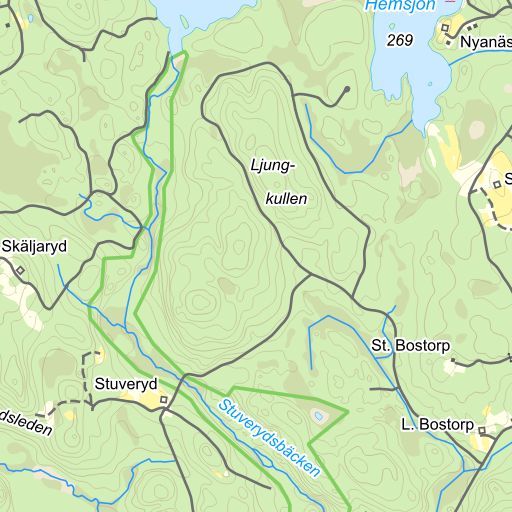 Hemsjön
269
Nyanäs
Ljung-
kullen
S
Skäljaryd
St. Bostorp
Stuveryd
Stuverydsbäcken
L. Bostorp
dsleden